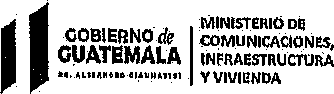 GOBIERNO de
GUATEMALA
DR. ALEJANDRO GIAMMATTEI
MINISTERIO DE
COMUNICACIONES,
INFRAESTRUCTURA
Y VIVIENDA